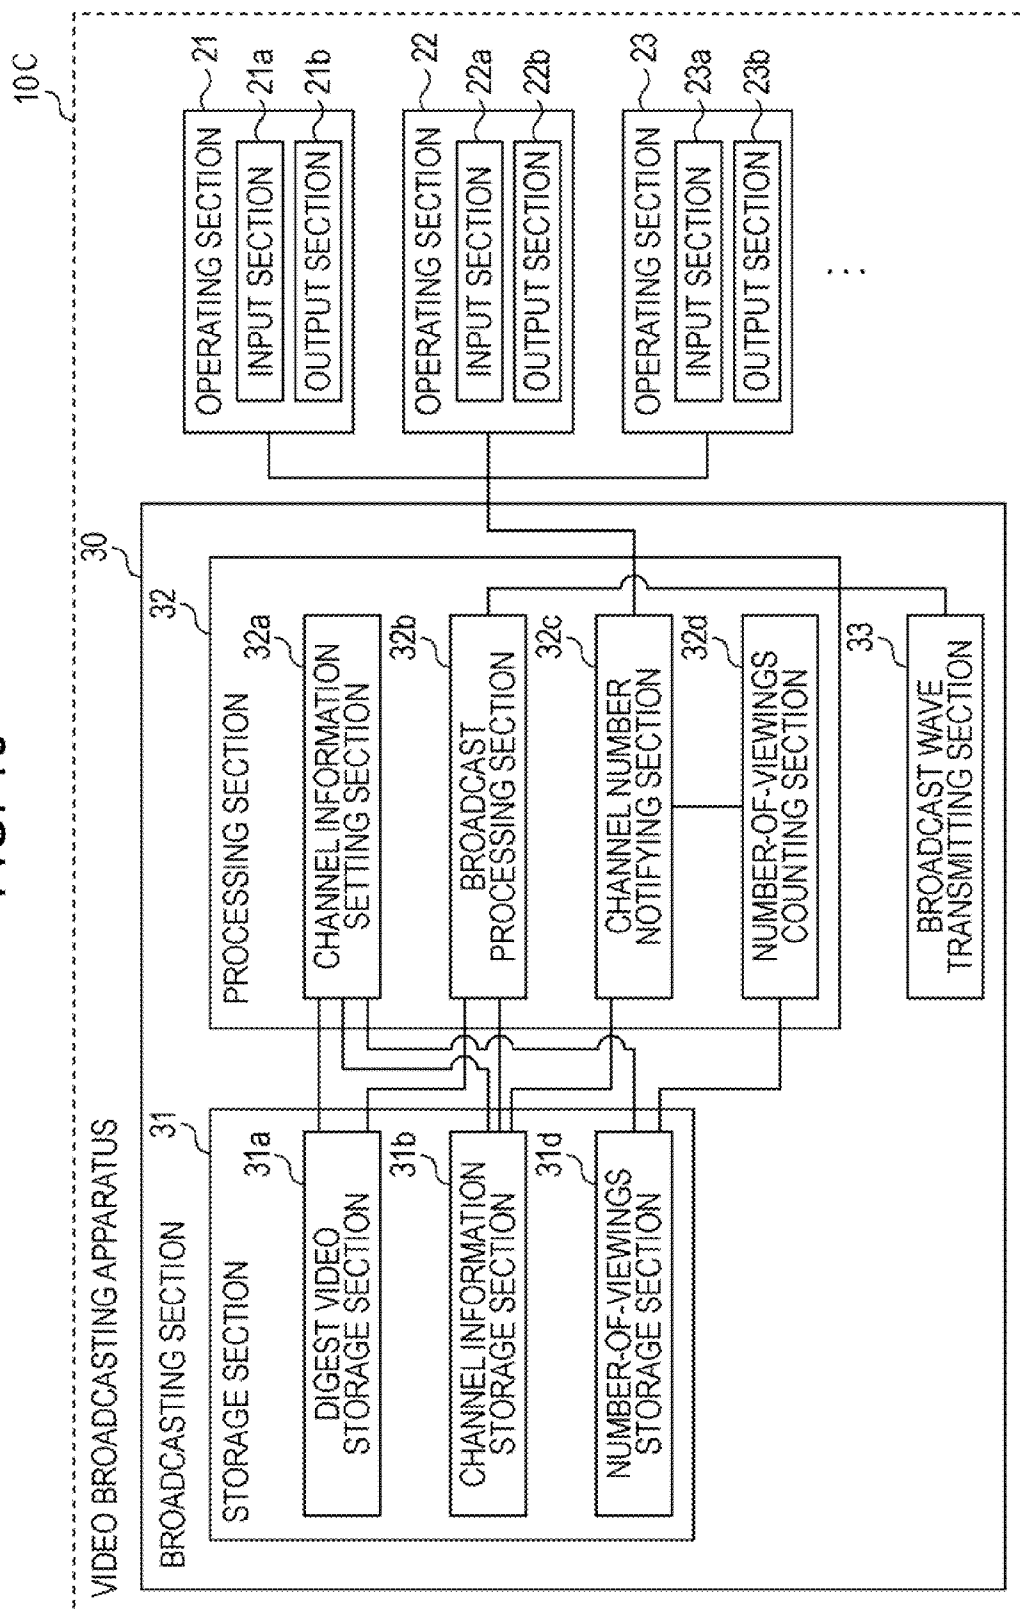 10C
VIDEO BROADCASTING APPARATUS
30
BROADCASTING SECTION
31
STORAGE SECTION
31a
DIGEST VIDEO
STORAGE SECTION
31b
CHANNEL INFORMATION
STORAGE SECTION
31d
NUMBER-OF-VIEWINGS
STORAGE SECTION
32
PROCESSING SECTION
32a
CHANNEL INFORMATION
SETTING SECTION
32b
BROADCAST
PROCESSING SECTION
32c
CHANNEL NUMBER
NOTIFYING SECTION
32d
NUMBER-OF-VIEWINGS
COUNTING SECTION
33
BROADCAST WAVE
TRANSMITTING SECTION
21
OPERATING SECTION
21a
INPUT SECTION
21b
OUTPUT SECTION
22
OPERATING SECTION
22a
INPUT SECTION
22b
OUTPUT SECTION
23
OPERATING SECTION
23a
INPUT SECTION
23b
OUTPUT SECTION
...